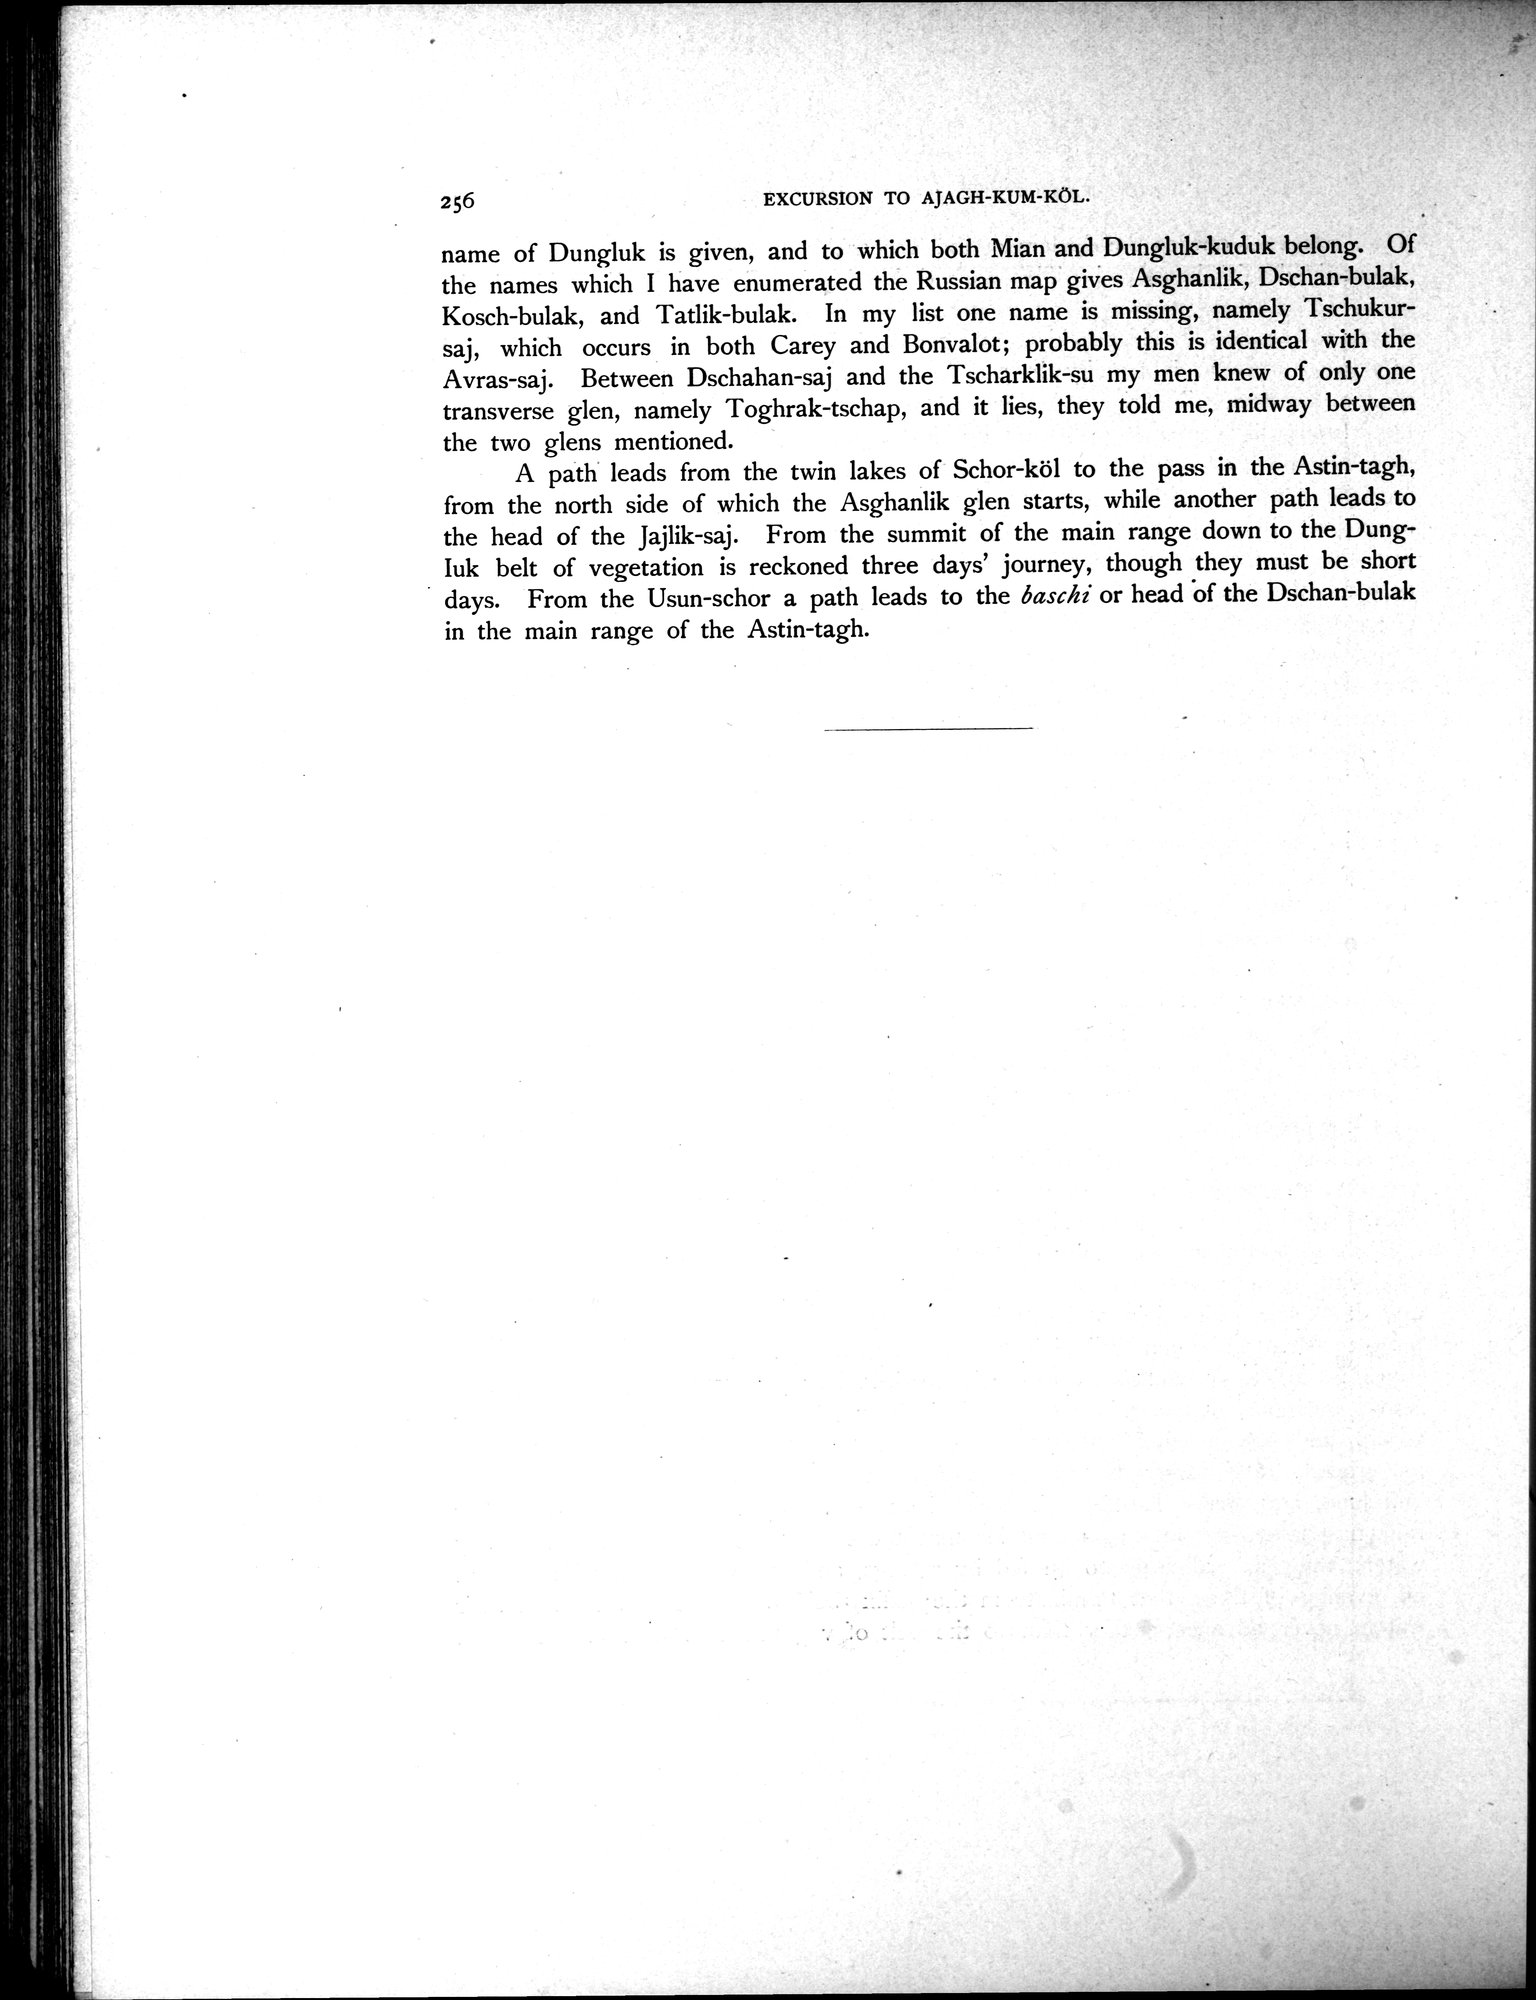 256 EXCURSION TO AJAGH-KUM-KÖL.
name of Dungluk is given, and to which both Mian and Dungluk-kuduk belong. Of
the names which I have enumerated the Russian map gives Asghanlik, Dschan-bulak,
Kosch-bulak, and Tatlik-bulak. In my list one name is missing, namely Tschukur-
saj, which occurs in both Carey and Bonvalot; probably this is identical with the
Avras-saj. Between Dschahan-saj and the Tscharklik-su my men knew of only one
transverse glen, namely Toghrak-tschap, and it lies, they told me, midway between
the two glens mentioned.
A path leads from the twin lakes of Schor-köl to the pass in the Astin-tagh,
from the north side of which the Asghanlik glen starts, while another path leads to
the head of the Jajlik-saj. From the summit of the main range down to the Dung-
luk belt of vegetation is reckoned three days' journey, though they must be short
days. From the Usun-schor a path leads to the baschi or head of the Dschan-bulak
in the main range of the Astin-tagh.